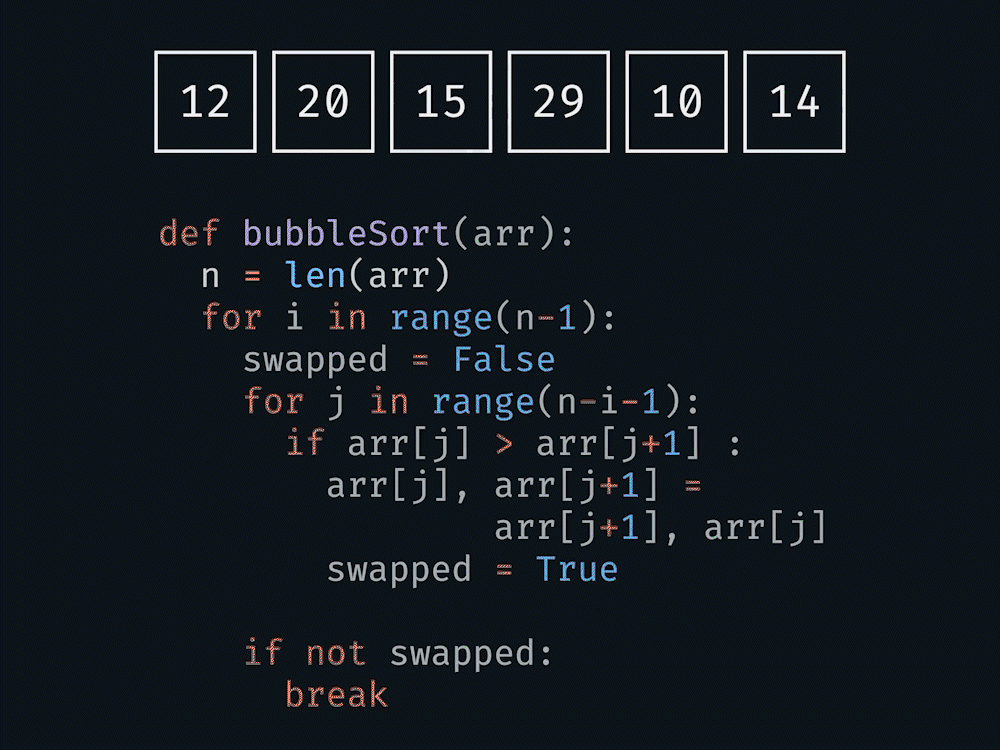 12 20 15 29 10 14
def bubbleSort(arr):
  n = len(arr)
  for i in range(n-1):
    swapped = False
    for j in range(n-i-1):
      if arr[j] > arr[j+1] :
        arr[j], arr[j+1] =
                arr[j+1], arr[j]
        swapped = True
    if not swapped:
      break